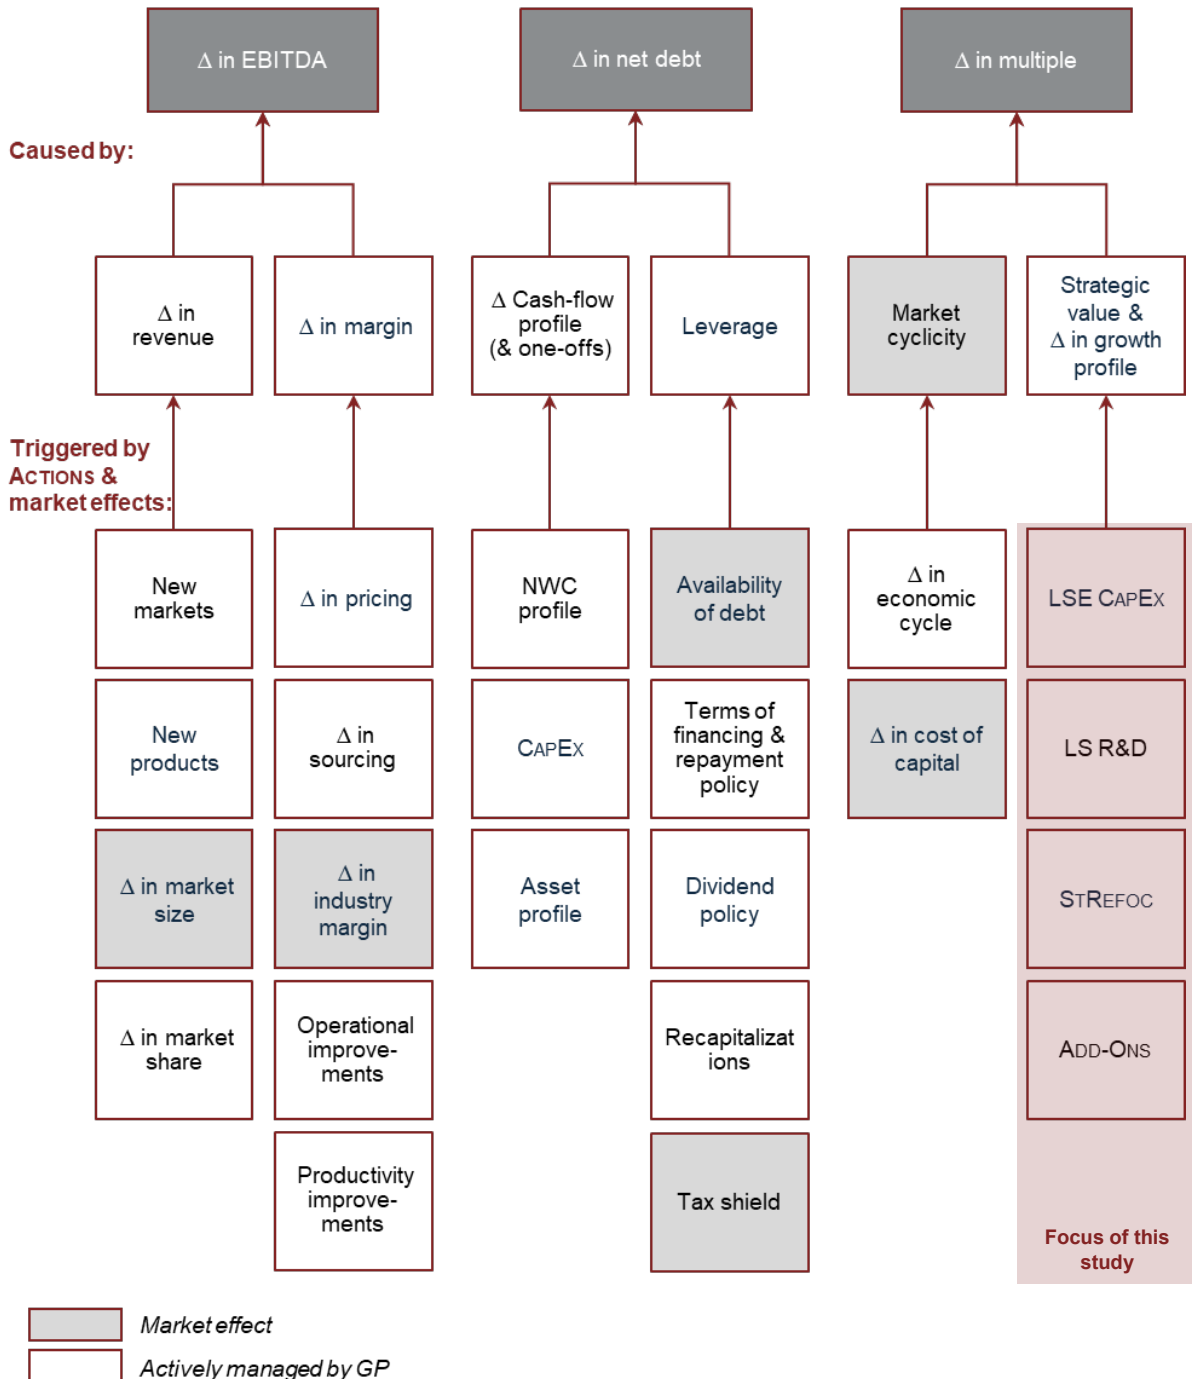 Δ in EBITDA
Δ in net debt
Δ in multiple
Caused by:
Δ in
revenue
Δ in margin
Δ Cash-flow
profile
(& one-offs)
Leverage
Market
cyclicity
Strategic
value &
Δ in growth
profile
Triggered by
ACTIONS &
market effects:
New
markets
Δ in pricing
NWC
profile
Availability
of debt
Δ in
economic
cycle
LSE CAPEX
New
products
Δ in
sourcing
CAPEX
Terms of
financing &
repayment
policy
Δ in cost of
capital
LS R&D
Δ in market
size
Δ in
industry
margin
Asset
profile
Dividend
policy
STREFOC
Δ in market
share
Operational
improve-
ments
Recapitalizat
ions
ADD-ONS
Productivity
improve-
ments
Tax shield
Focus of this
study
Market effect
Actively managed by GP